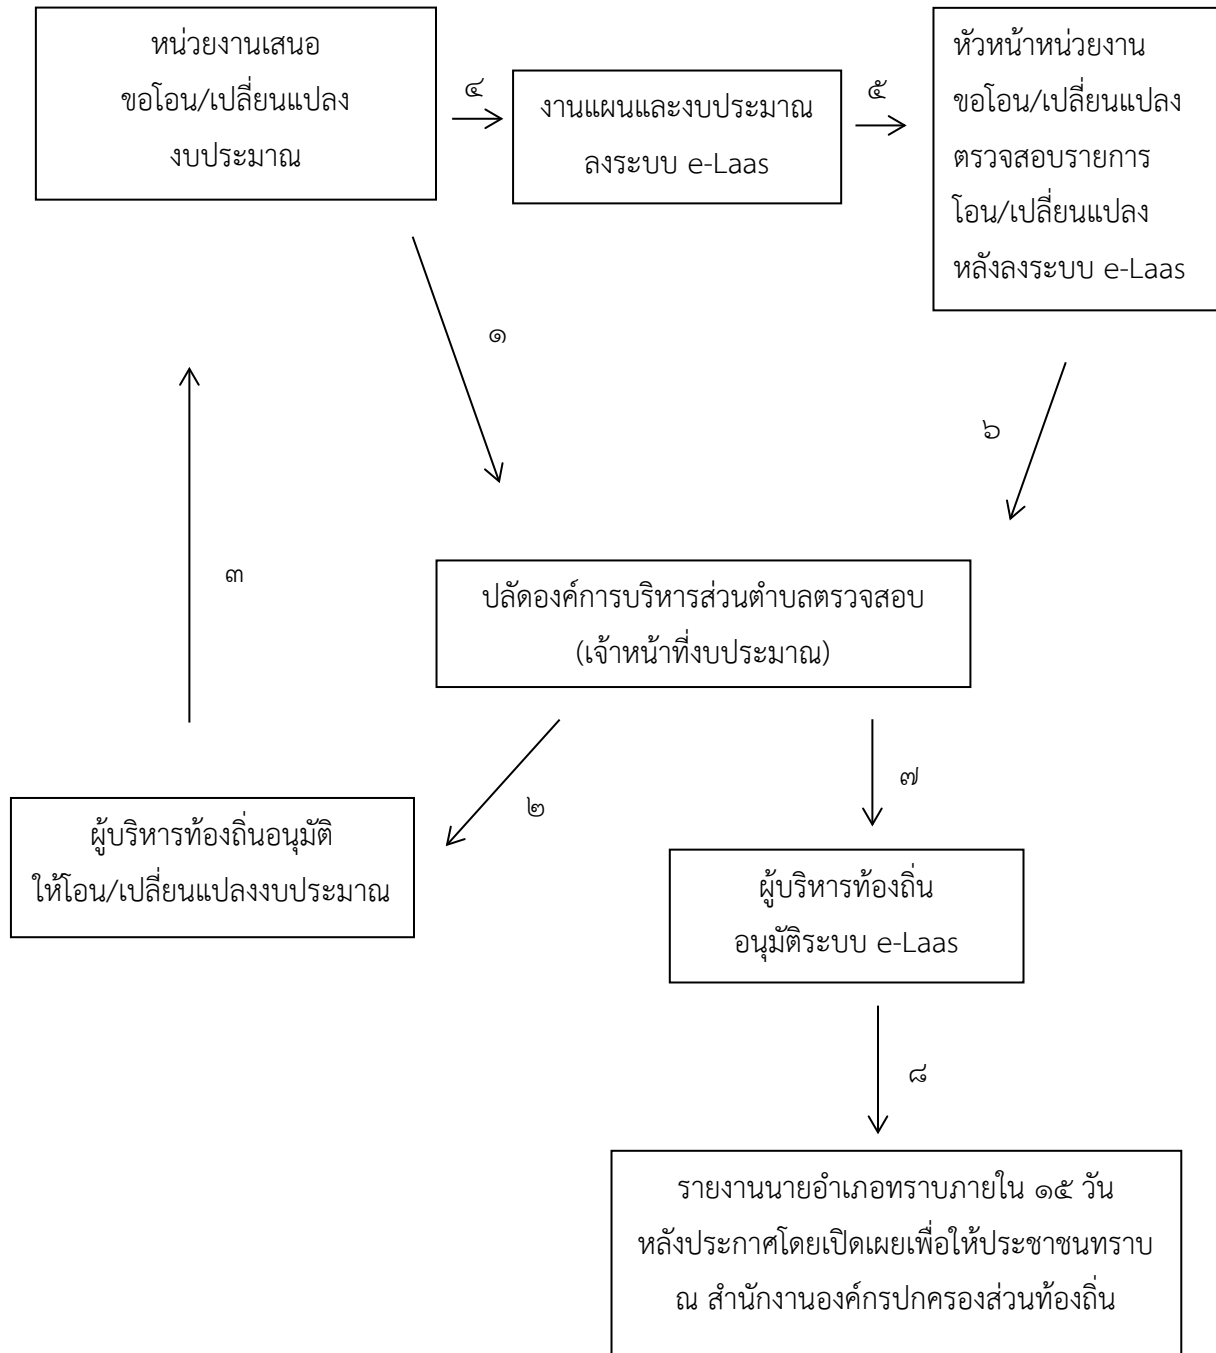 หน่วยงานเสนอ
ขอโอน/เปลี่ยนแปลง
งบประมาณ
๔
งานแผนและงบประมาณ
ลงระบบ e-Laas
๕
หัวหน้าหน่วยงาน
ขอโอน/เปลี่ยนแปลง
ตรวจสอบรายการ
โอน/เปลี่ยนแปลง
หลังลงระบบ e-Laas
๑
๖
๓
ปลัดองค์การบริหารส่วนตำบลตรวจสอบ
(เจ้าหน้าที่งบประมาณ)
๒
๗
ผู้บริหารท้องถิ่นอนุมัติ
ให้โอน/เปลี่ยนแปลงงบประมาณ
ผู้บริหารท้องถิ่น
อนุมัติระบบ e-Laas
๘
รายงานนายอำเภอทราบภายใน ๑๕ วัน
หลังประกาศโดยเปิดเผยเพื่อให้ประชาชนทราบ
ณ สำนักงานองค์กรปกครองส่วนท้องถิ่น